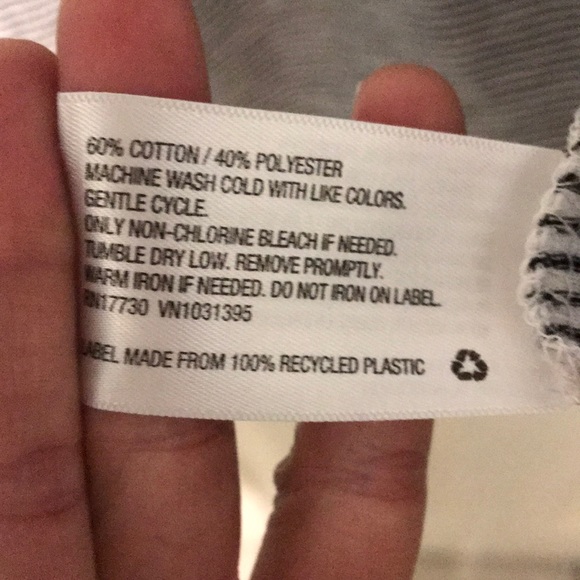 60% COTTON / 40% POLYESTER
MACHINE WASH COLD WITH LIKE COLORS.
GENTLE CYCLE.
ONLY NON-CHLORINE BLEACH IF NEEDED.
TUMBLE DRY LOW. REMOVE PROMPTLY.
WARM IRON IF NEEDED. DO NOT IRON ON LABEL.
RN17730 VN1031395
LABEL MADE FROM 100% RECYCLED PLASTIC